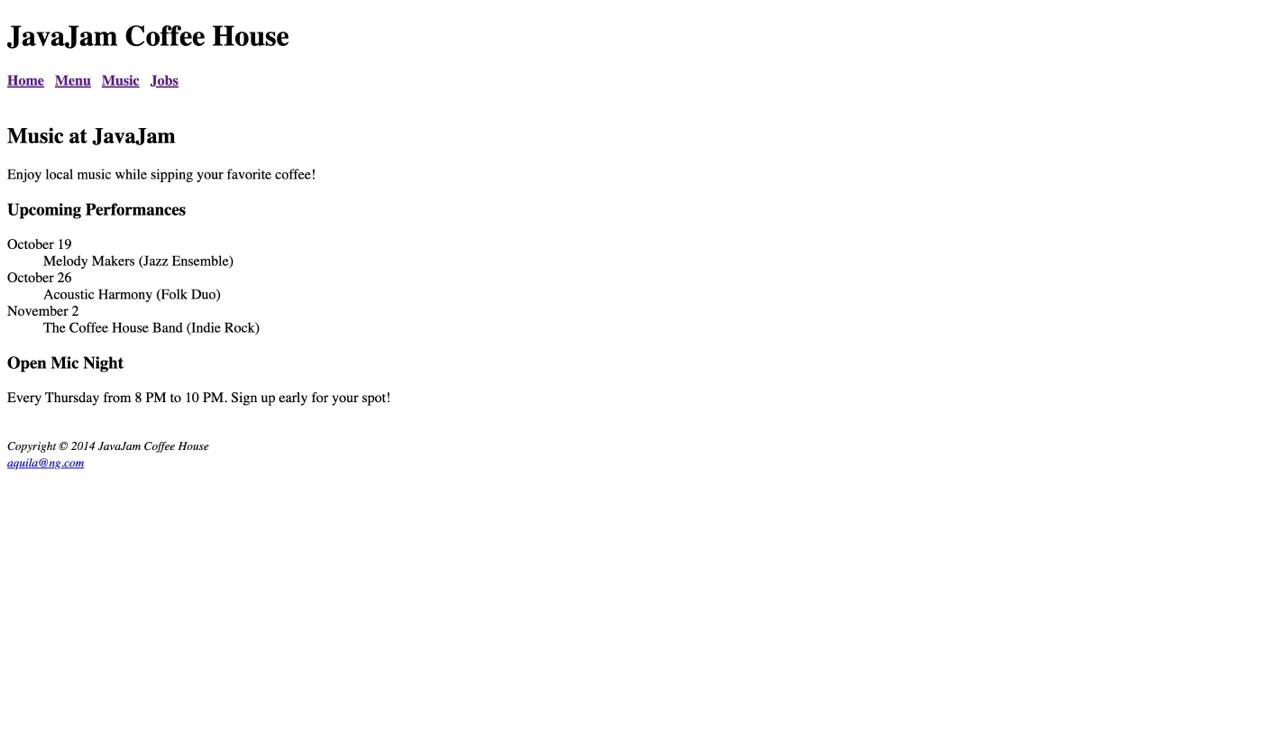 JavaJam Coffee House
Home Menu Music Jobs
Music at JavaJam
Enjoy local music while sipping your favorite coffee!
Upcoming Performances
October 19
Melody Makers (Jazz Ensemble)
October 26
Acoustic Harmony (Folk Duo)
November 2
The Coffee House Band (Indie Rock)
Open Mic Night
Every Thursday from 8 PM to 10 PM. Sign up early for your spot!
Copyright © 2014 JavaJam Coffee House
aquila@ng.com